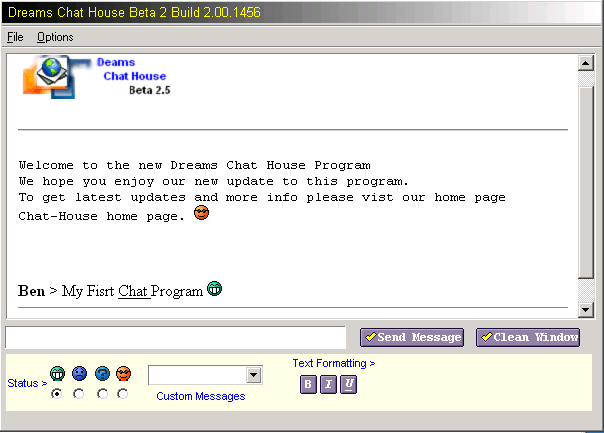 Dreams Chat House Beta 2 Build 2.00.1456
File Options
Deams
Chat House
Beta 2.5
Welcome to the new Dreams Chat House Program
We hope you enjoy our new update to this program.
To get latest updates and more info please vist our home page
Chat-House home page.
Ben > My Fisrt Chat Program
Send Message Clean Window
Text Formatting >
Status >
B I U
Custom Messages